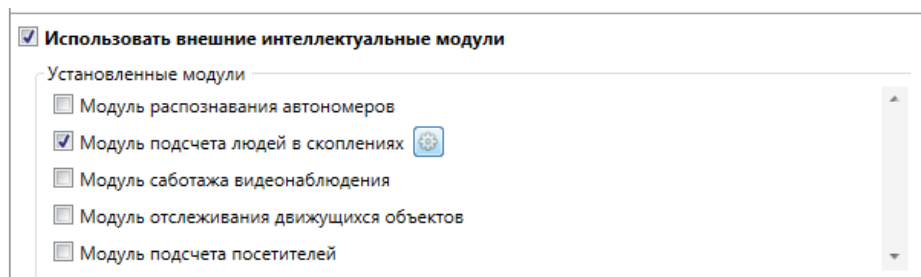 Использовать внешние интеллектуальные модули
Установленные модули
Модуль распознавания автономеров
Модуль подсчета людей в скоплениях
Модуль саботажа видеонаблюдения
Модуль отслеживания движущихся объектов
Модуль подсчета посетителей